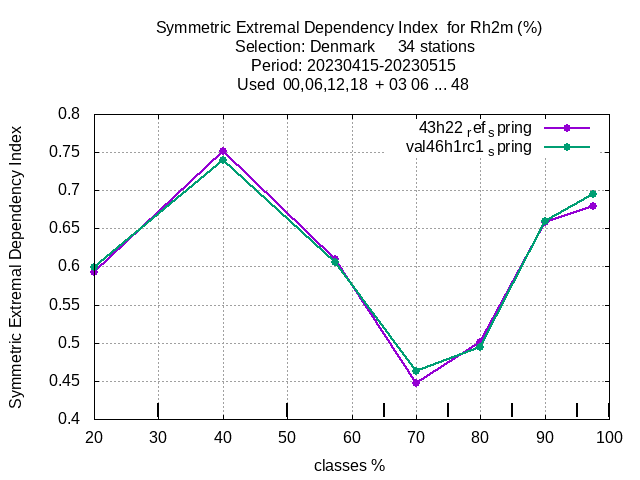 Symmetric Extremal Dependency Index  for Rh2m (%)
Selection: Denmark     34 stations
Period: 20230415-20230515
Used  00,06,12,18  + 03 06 ... 48
43h22 ref spring
val46h1rc1 spring
Symmetric Extremal Dependency Index
0.8
0.75
0.7
0.65
0.6
0.55
0.5
0.45
0.4
20 30 40 50 60 70 80 90 100
classes %